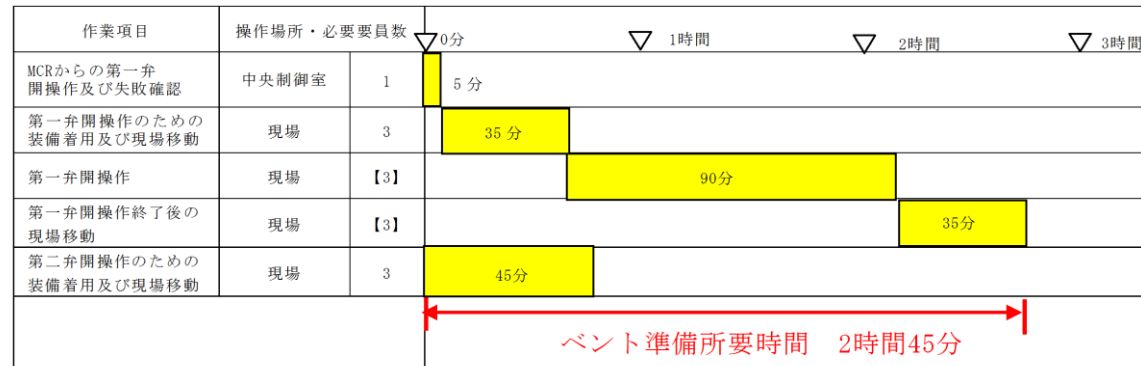 作業項目 操作場所・必要要員数 0分 1時間 2時間 3時間
MCRからの第一弁
開操作及び失敗確認 中央制御室 1 5分
第一弁開操作のための
装備着用及び現場移動 現場 3 35分
第一弁開操作 現場 【3】 90分
第一弁開操作終了後の
現場移動 現場 【3】 35分
第二弁開操作のための
装備着用及び現場移動 現場 3 45分
ベント準備所要時間 2時間45分